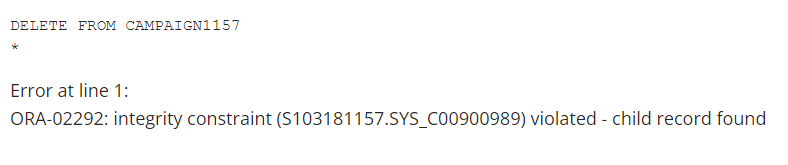 DELETE FROM CAMPAIGN1157
*
Error at line 1:
ORA-02292: integrity constraint (S103181157.SYS_C00900989) violated - child record found